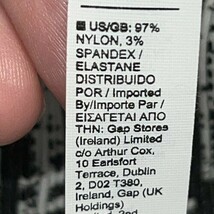 US/GB: 97%
NYLON, 3%
SPANDEX /
ELASTANE
DISTRIBUIDO
POR / Imported
By/Importe Par /
ΕΙΣΑΓΕΤΑΙ ΑΠΟ
THN: Gap Stores
(Ireland) Limited
c/o Arthur Cox,
10 Earlsfort
Terrace, Dublin
2, D02 T380,
Ireland, Gap (UK
Holdings)